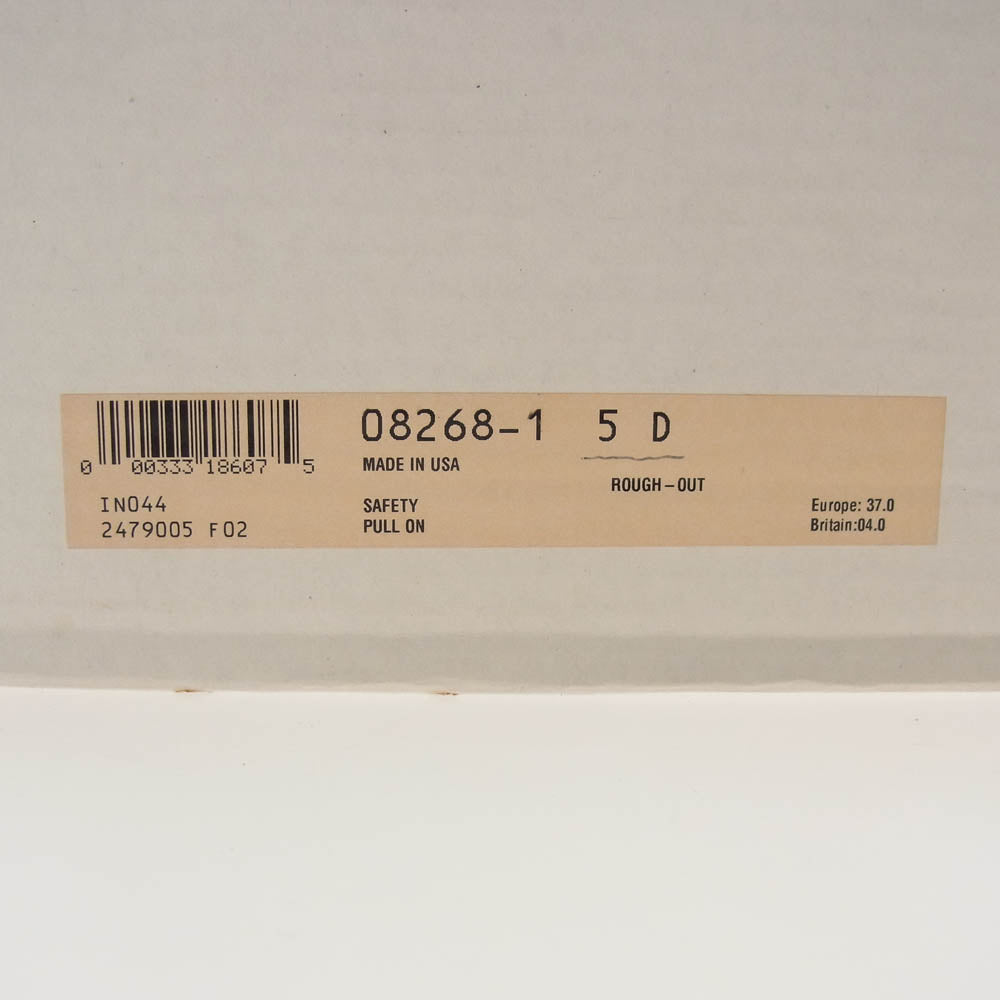 08268-1 5 D
0 00333 18607 5
MADE IN USA
ROUGH-OUT
IN044
SAFETY
Europe: 37.0
2479005 F02
PULL ON
Britain:04.0